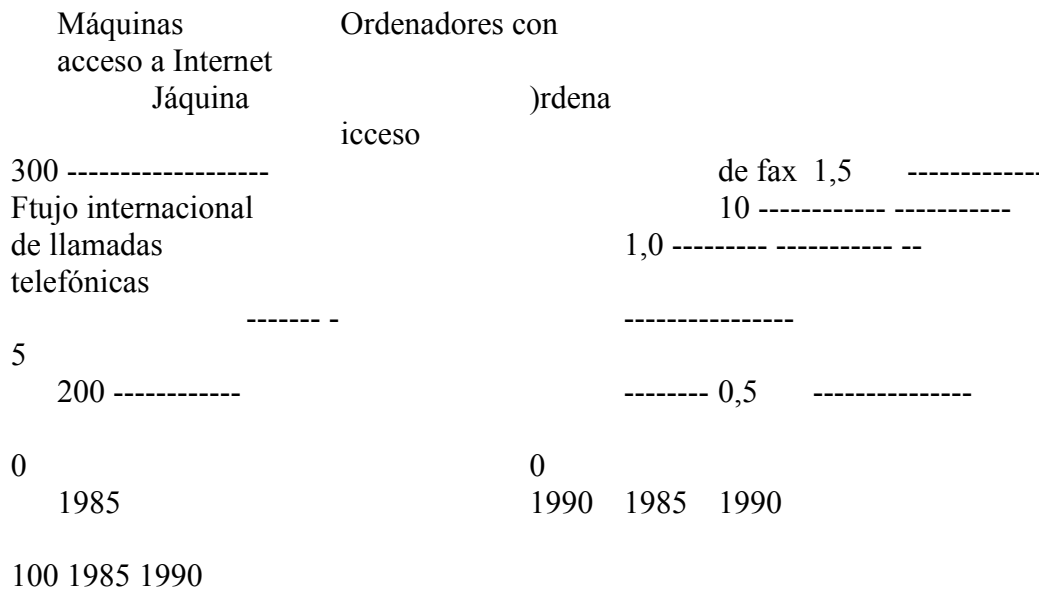 Máquinas Ordenadores con
acceso a Internet
Jáquina )rdena
icceso
300 ------------------- de fax 1,5 -------------
Ftujo internacional 10 ------------ -----------
de llamadas 1,0 --------- ----------- --
telefónicas
------- - ----------------
5
200 ------------ -------- 0,5 ---------------
0 0
1985 1990 1985 1990
100 1985 1990